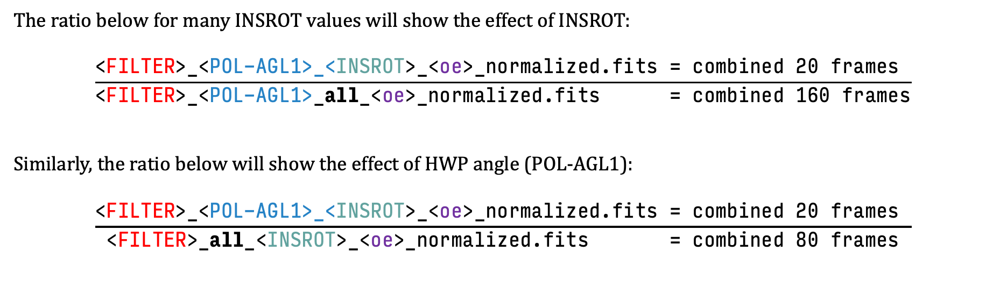 The ratio below for many INSROT values will show the effect of INSROT:
<FILTER>_<POL-AGL1>_<INSROT>_<oe>_normalized.fits = combined 20 frames
<FILTER>_<POL-AGL1>_all_<oe>_normalized.fits = combined 160 frames
Similarly, the ratio below will show the effect of HWP angle (POL-AGL1):
<FILTER>_<POL-AGL1>_<INSROT>_<oe>_normalized.fits = combined 20 frames
<FILTER>_all_<INSROT>_<oe>_normalized.fits = combined 80 frames